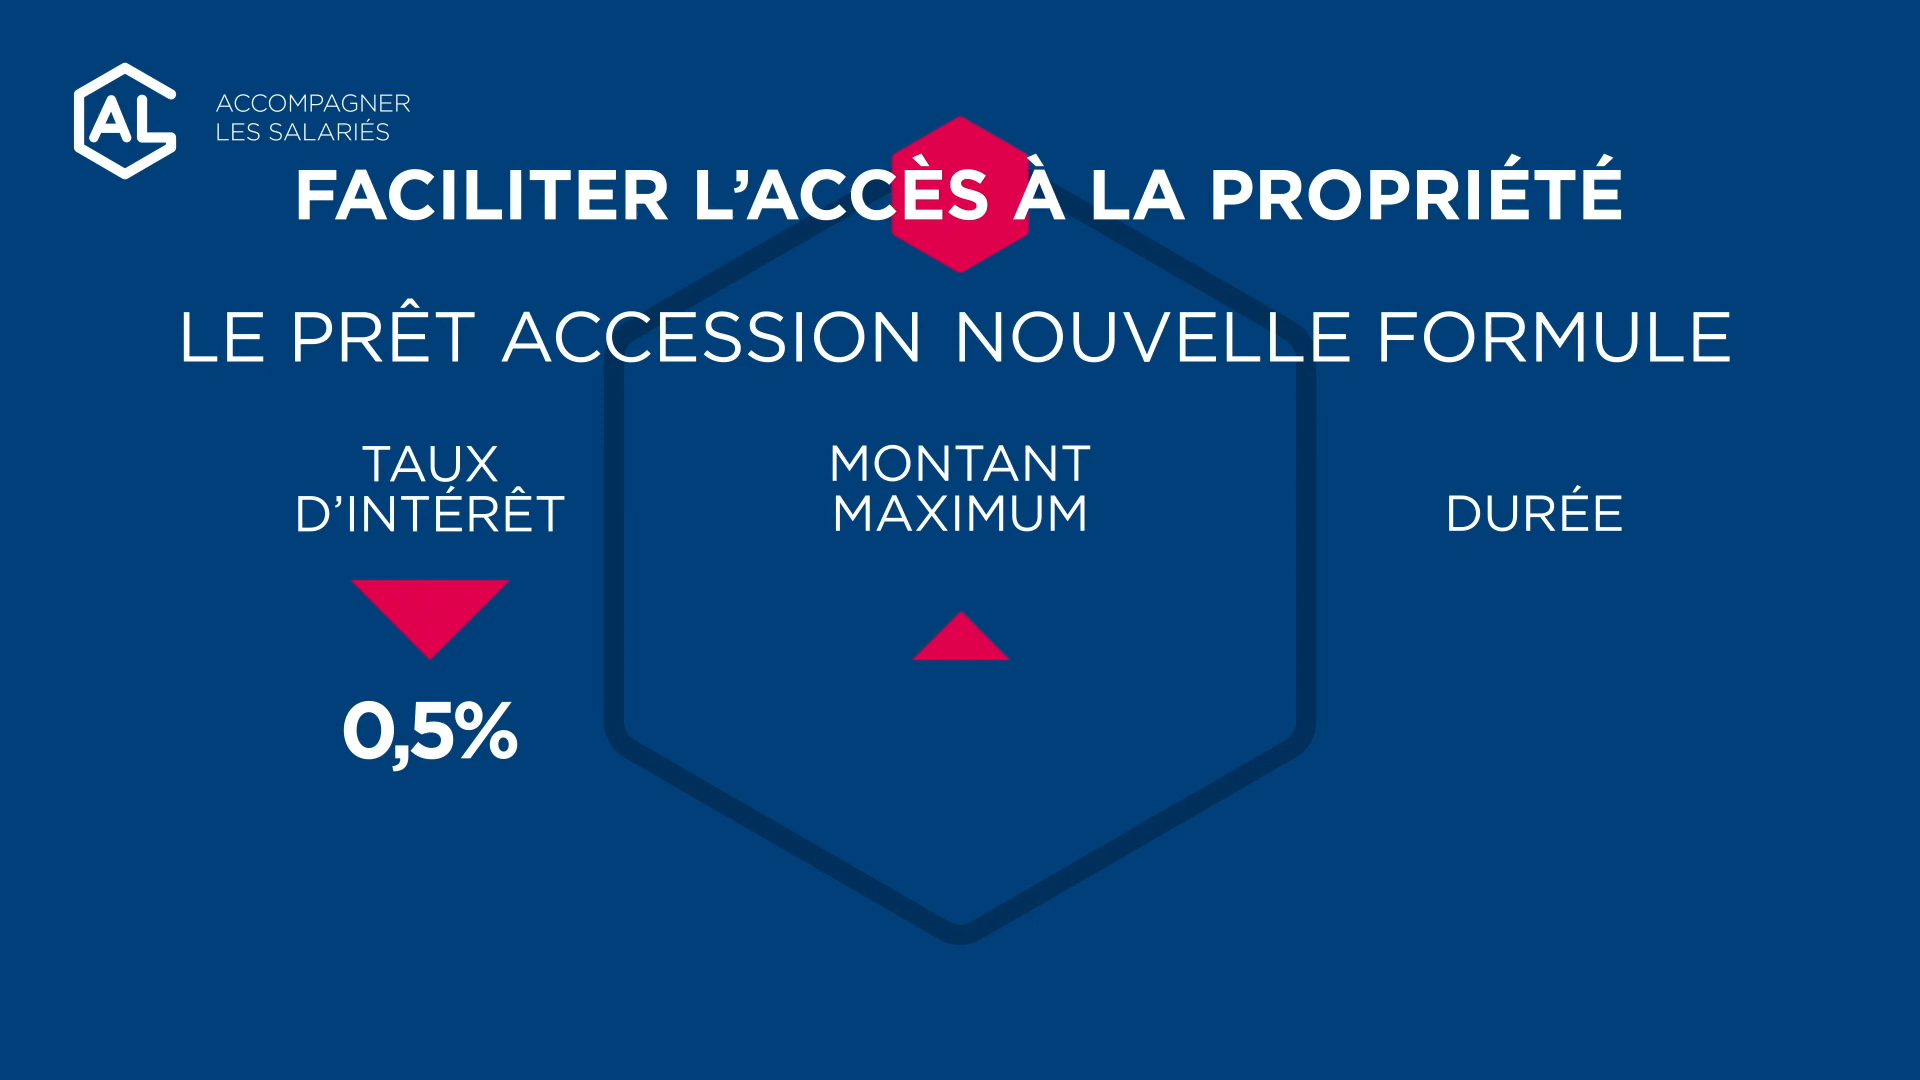 AL
ACCOMPAGNER
LES SALARIÉS
FACILITER L’ACCÈS À LA PROPRIÉTÉ
LE PRÊT ACCESSION NOUVELLE FORMULE
TAUX
D’INTÉRÊT
0,5%
MONTANT
MAXIMUM
DURÉE